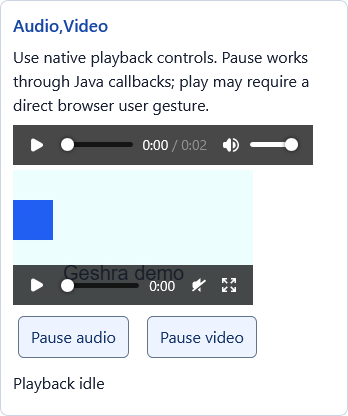 Audio,Video
Use native playback controls. Pause works
through Java callbacks; play may require a
direct browser user gesture.
0:00 / 0:02
Geshra demo
0:00
Pause audio
Pause video
Playback idle